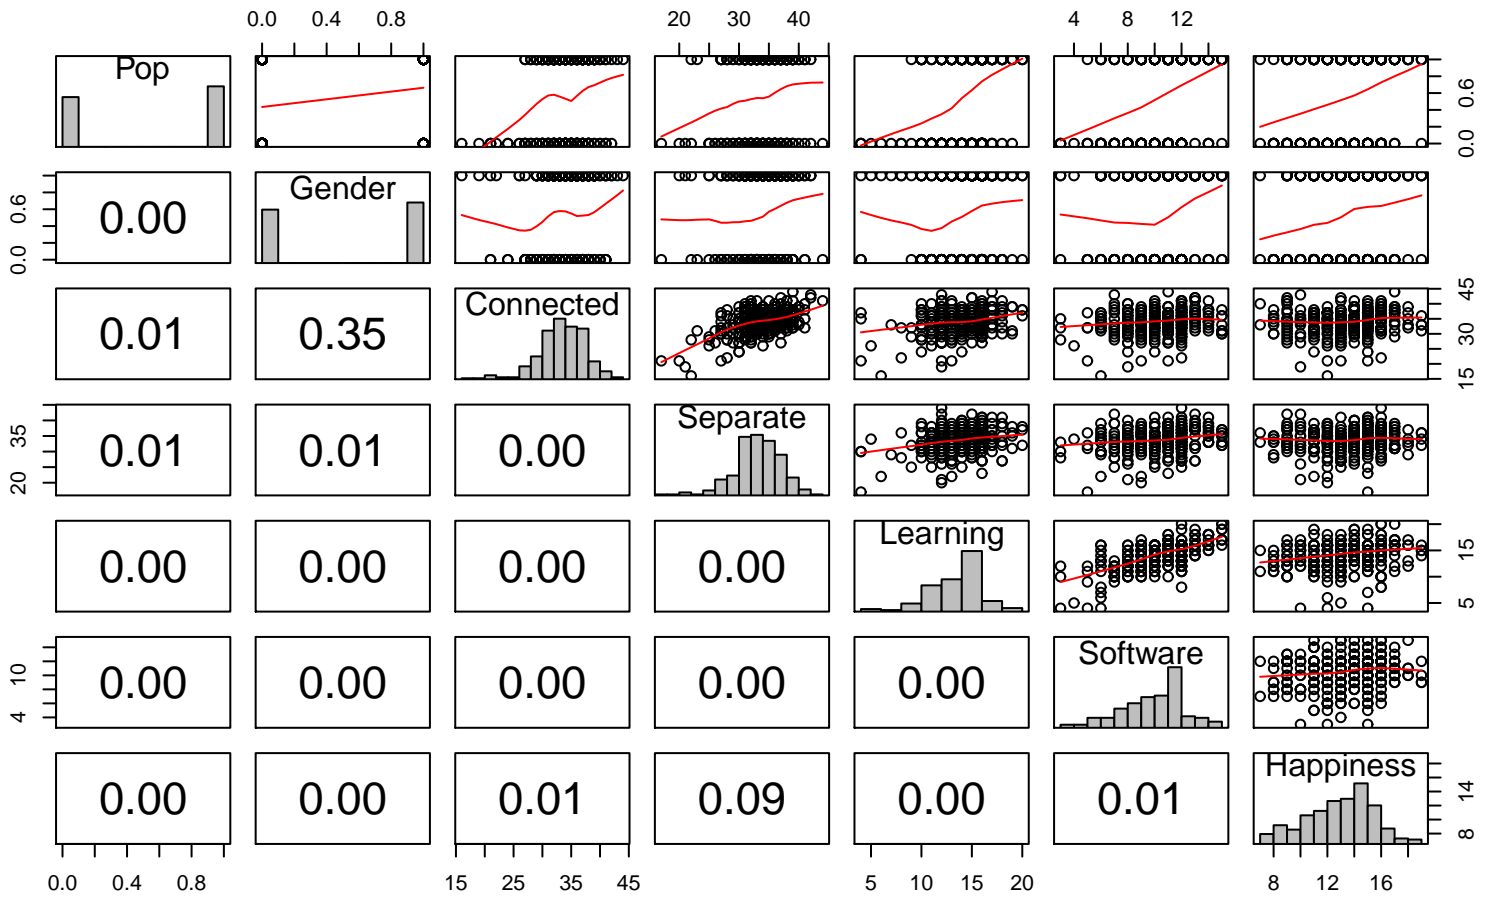 0.0 0.4 0.8 20 30 40 4 8 12
Pop 0.0 0.6
0.0 0.6 0.00 Gender
0.01 0.35 Connected 15 30 45
20 35 0.01 0.01 0.00 Separate
0.00 0.00 0.00 0.00 Learning 5 15
4 10 0.00 0.00 0.00 0.00 0.00 Software
0.00 0.00 0.01 0.09 0.00 0.01 Happiness 8 14
0.0 0.4 0.8 15 25 35 45 5 10 15 20 8 12 16